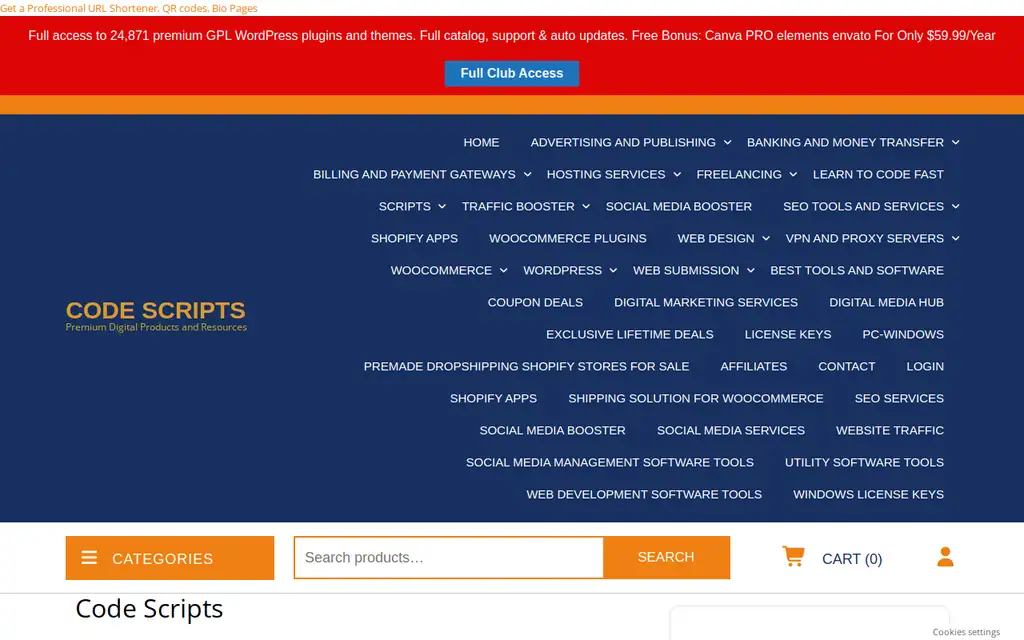 Get a Professional URL Shortener. QR codes. Bio Pages
Full access to 24,871 premium GPL WordPress plugins and themes. Full catalog, support & auto updates. Free Bonus: Canva PRO elements envato For Only $59.99/Year
Full Club Access
HOME ADVERTISING AND PUBLISHING BANKING AND MONEY TRANSFER
BILLING AND PAYMENT GATEWAYS HOSTING SERVICES FREELANCING LEARN TO CODE FAST
SCRIPTS TRAFFIC BOOSTER SOCIAL MEDIA BOOSTER SEO TOOLS AND SERVICES
SHOPIFY APPS WOOCOMMERCE PLUGINS WEB DESIGN VPN AND PROXY SERVERS
WOOCOMMERCE WORDPRESS WEB SUBMISSION BEST TOOLS AND SOFTWARE
COUPON DEALS DIGITAL MARKETING SERVICES DIGITAL MEDIA HUB
CODE SCRIPTS
Premium Digital Products and Resources
EXCLUSIVE LIFETIME DEALS LICENSE KEYS PC-WINDOWS
PREMADE DROPSHIPPING SHOPIFY STORES FOR SALE AFFILIATES CONTACT LOGIN
SHOPIFY APPS SHIPPING SOLUTION FOR WOOCOMMERCE SEO SERVICES
SOCIAL MEDIA BOOSTER SOCIAL MEDIA SERVICES WEBSITE TRAFFIC
SOCIAL MEDIA MANAGEMENT SOFTWARE TOOLS UTILITY SOFTWARE TOOLS
WEB DEVELOPMENT SOFTWARE TOOLS WINDOWS LICENSE KEYS
CATEGORIES Search products… SEARCH CART (0)
Code Scripts
Cookies settings